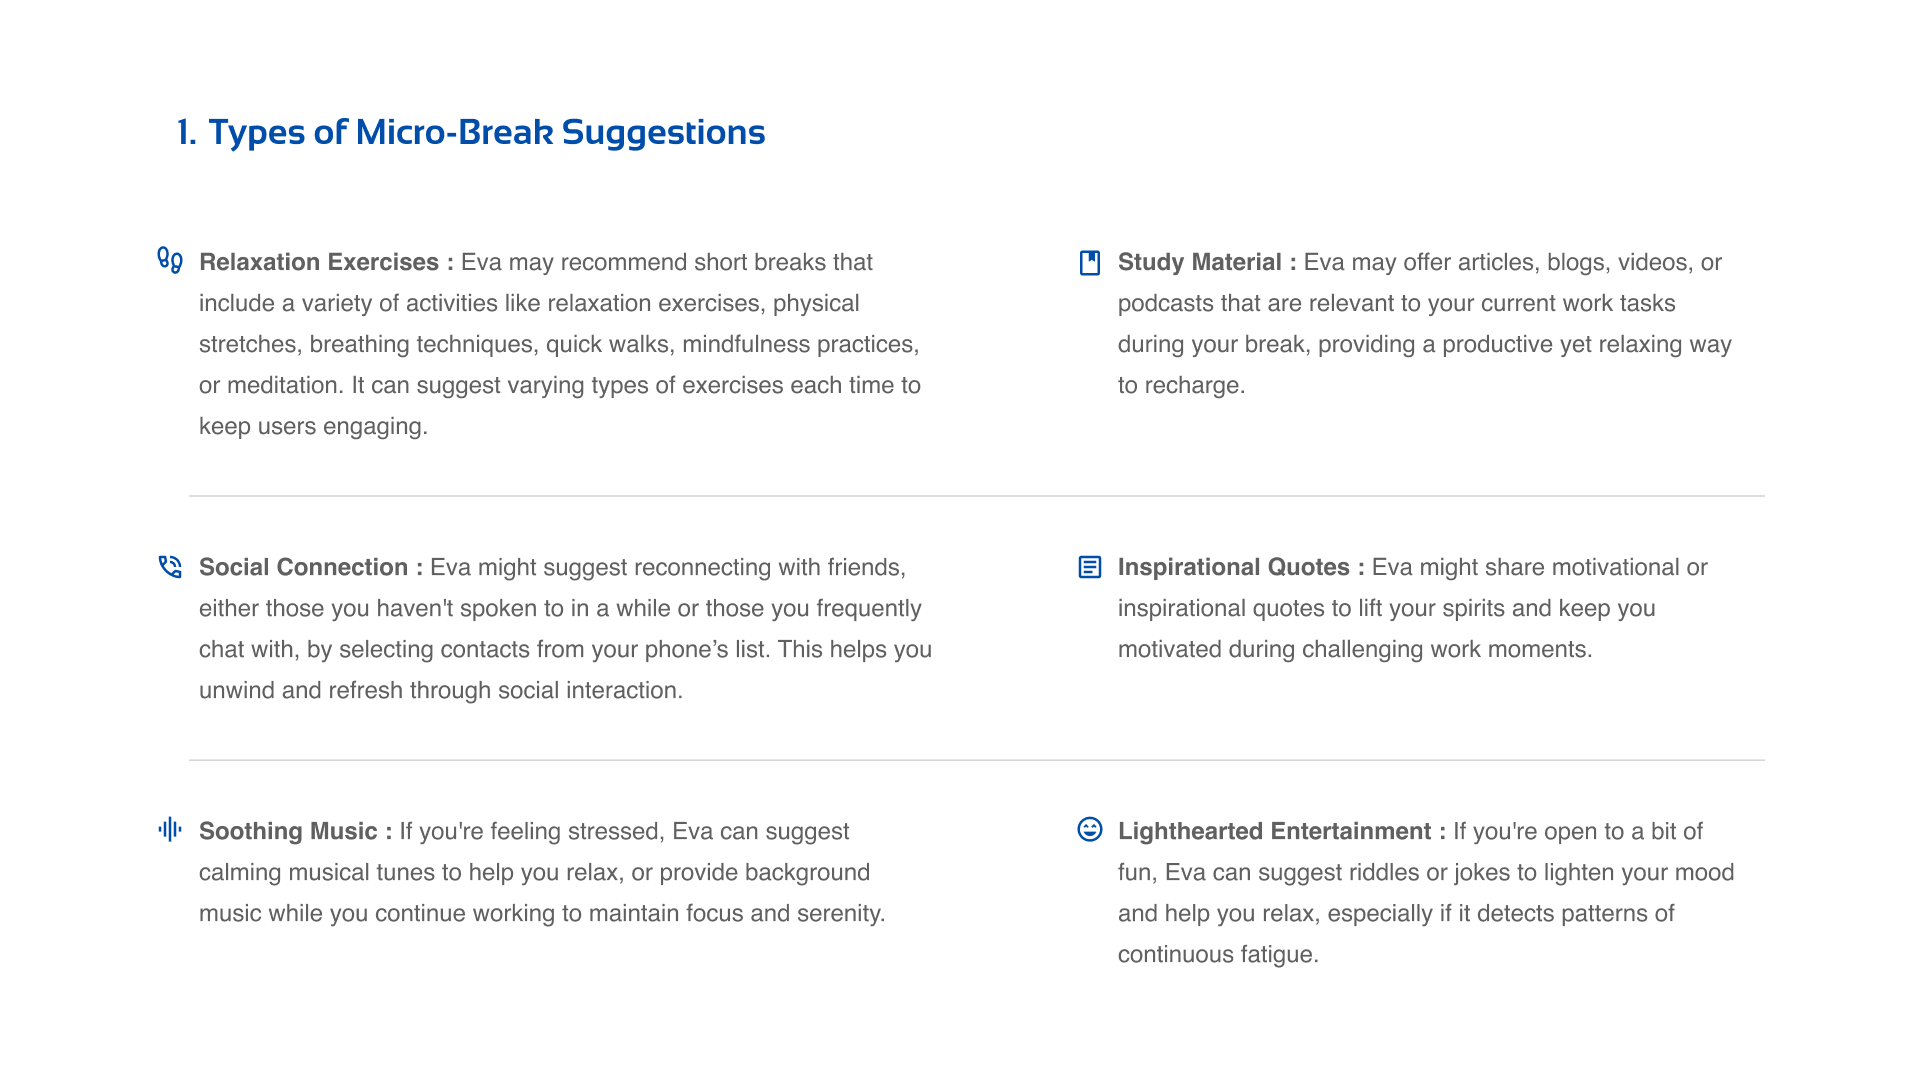 1. Types of Micro-Break Suggestions
Relaxation Exercises : Eva may recommend short breaks that
include a variety of activities like relaxation exercises, physical
stretches, breathing techniques, quick walks, mindfulness practices,
or meditation. It can suggest varying types of exercises each time to
keep users engaging.
Study Material : Eva may offer articles, blogs, videos, or
podcasts that are relevant to your current work tasks
during your break, providing a productive yet relaxing way
to recharge.
Social Connection : Eva might suggest reconnecting with friends,
either those you haven't spoken to in a while or those you frequently
chat with, by selecting contacts from your phone’s list. This helps you
unwind and refresh through social interaction.
Inspirational Quotes : Eva might share motivational or
inspirational quotes to lift your spirits and keep you
motivated during challenging work moments.
Soothing Music : If you're feeling stressed, Eva can suggest
calming musical tunes to help you relax, or provide background
music while you continue working to maintain focus and serenity.
Lighthearted Entertainment : If you're open to a bit of
fun, Eva can suggest riddles or jokes to lighten your mood
and help you relax, especially if it detects patterns of
continuous fatigue.